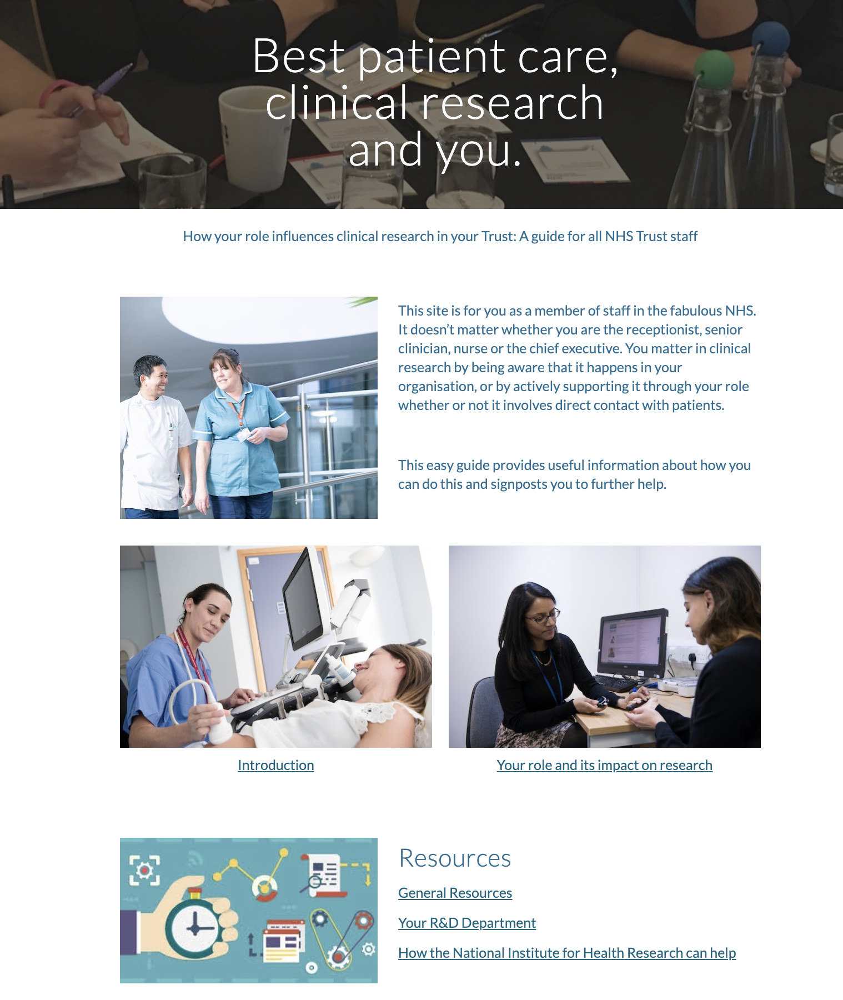 Best patient care,
clinical research
and you.
How your role influences clinical research in your Trust: A guide for all NHS Trust staff
This site is for you as a member of staff in the fabulous NHS.
It doesn’t matter whether you are the receptionist, senior
clinician, nurse or the chief executive. You matter in clinical
research by being aware that it happens in your
organisation, or by actively supporting it through your role
whether or not it involves direct contact with patients.
This easy guide provides useful information about how you
can do this and signposts you to further help.
Introduction
Your role and its impact on research
Resources
General Resources
Your R&D Department
How the National Institute for Health Research can help